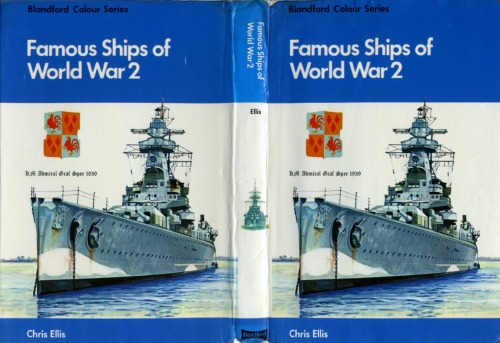 Blandford Colour Series
Famous Ships of
World War 2
K.M. Admiral Graf Spee 1939
Chris Ellis
Famous Ships of
World War 2
Ellis
Blandford
Blandford Colour Series
Famous Ships of
World War 2
K.M. Admiral Graf Spee 1939
Chris Ellis